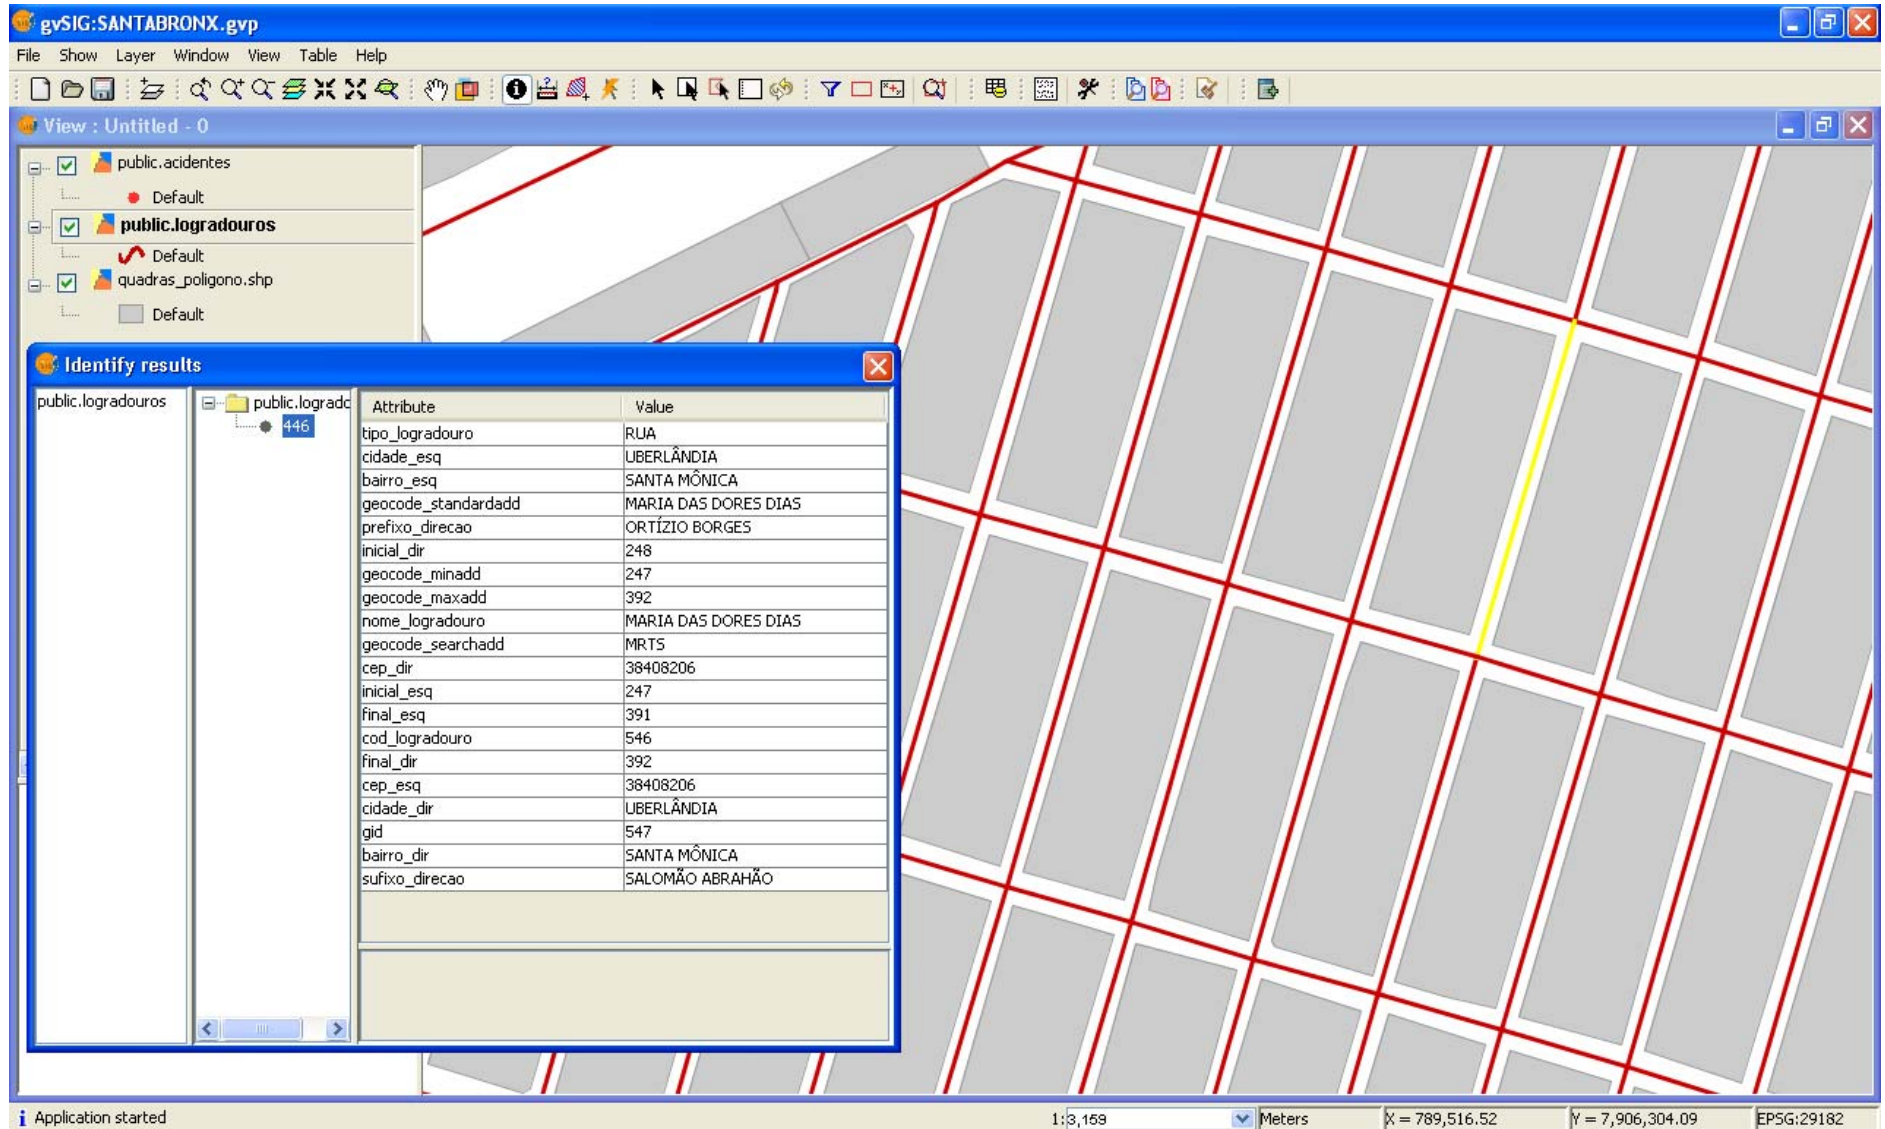 gvSIG:SANTABRONX.gvp
File Show Layer Window View Table Help
View : Untitled - 0
public.acidentes
Default
public.logradouros
Default
quadras_poligono.shp
Default
Identify results
public.logradouros
public.logradc
446
Attribute Value
tipo_logradouro RUA
cidade_esq UBERLÂNDIA
bairro_esq SANTA MÔNICA
geocode_standardadd MARIA DAS DORES DIAS
prefixo_direcao ORTÍZIO BORGES
inicial_dir 248
geocode_minadd 247
geocode_maxadd 392
nome_logradouro MARIA DAS DORES DIAS
geocode_searchadd MRTS
cep_dir 38408206
inicial_esq 247
final_esq 391
cod_logradouro 546
final_dir 392
cep_esq 38408206
cidade_dir UBERLÂNDIA
gid 547
bairro_dir SANTA MÔNICA
sufixo_direcao SALOMÃO ABRAHÃO
Application started 1:3,159 Meters X = 789,516.52 Y = 7,906,304.09 EPSG:29182